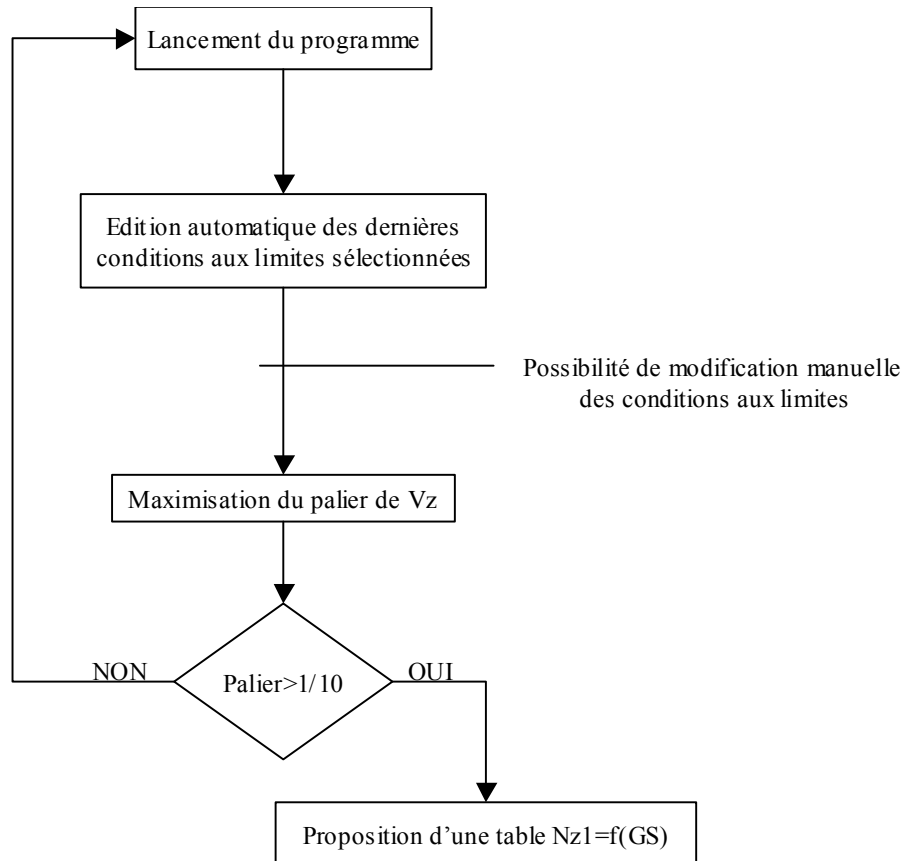 Lancement du programme
Edition automatique des dernières
conditions aux limites sélectionnées
Possibilité de modification manuelle
des conditions aux limites
Maximisation du palier de Vz
NON
Palier>1/10
OUI
Proposition d’une table Nz1=f(GS)